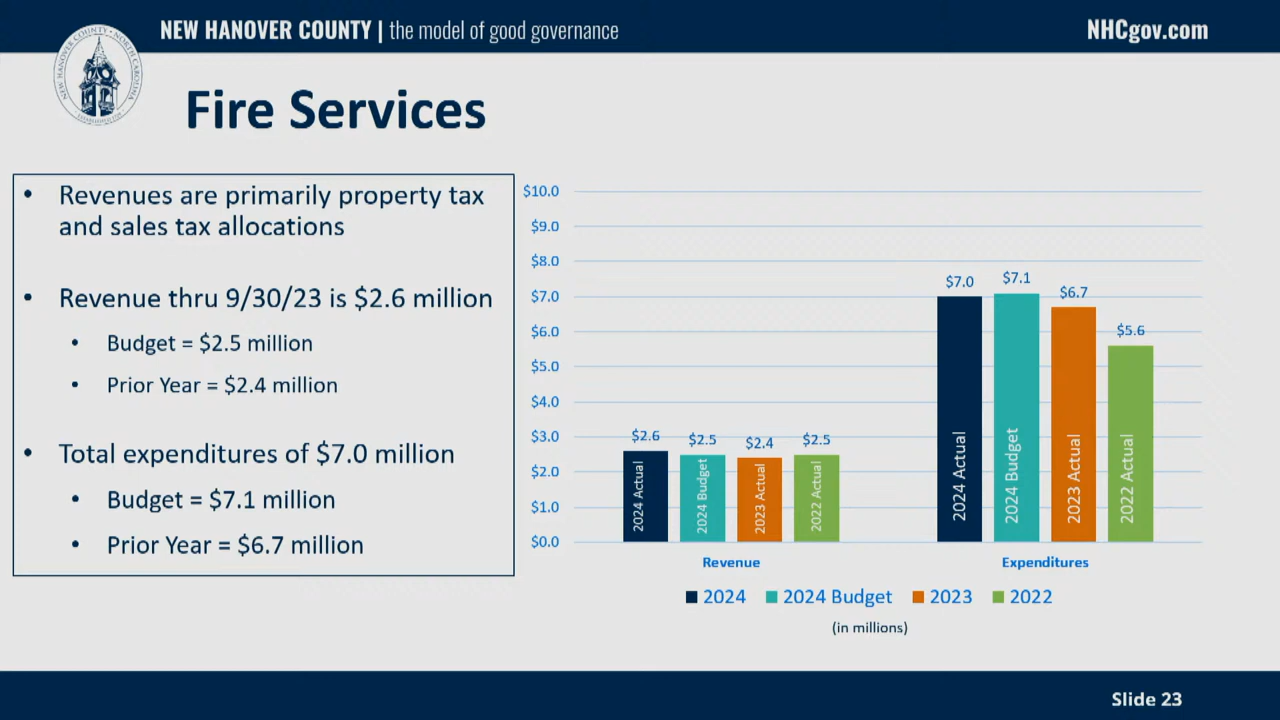 NEW HANOVER COUNTY | the model of good governance
NHCgov.com
NEW HANOVER COUNTY • NORTH CAROLINA
Fire Services
• Revenues are primarily property tax
and sales tax allocations
• Revenue thru 9/30/23 is $2.6 million
• Budget = $2.5 million
• Prior Year = $2.4 million
• Total expenditures of $7.0 million
• Budget = $7.1 million
• Prior Year = $6.7 million
$10.0
$9.0
$8.0
$7.0
$6.0
$5.0
$4.0
$3.0
$2.0
$1.0
$0.0
$2.6
$2.5
$2.4
$2.5
2024 Actual
2024 Budget
2023 Actual
2022 Actual
Revenue
$7.0
$7.1
$6.7
$5.6
2024 Actual
2024 Budget
2023 Actual
2022 Actual
Expenditures
2024 2024 Budget 2023 2022
(in millions)
Slide 23